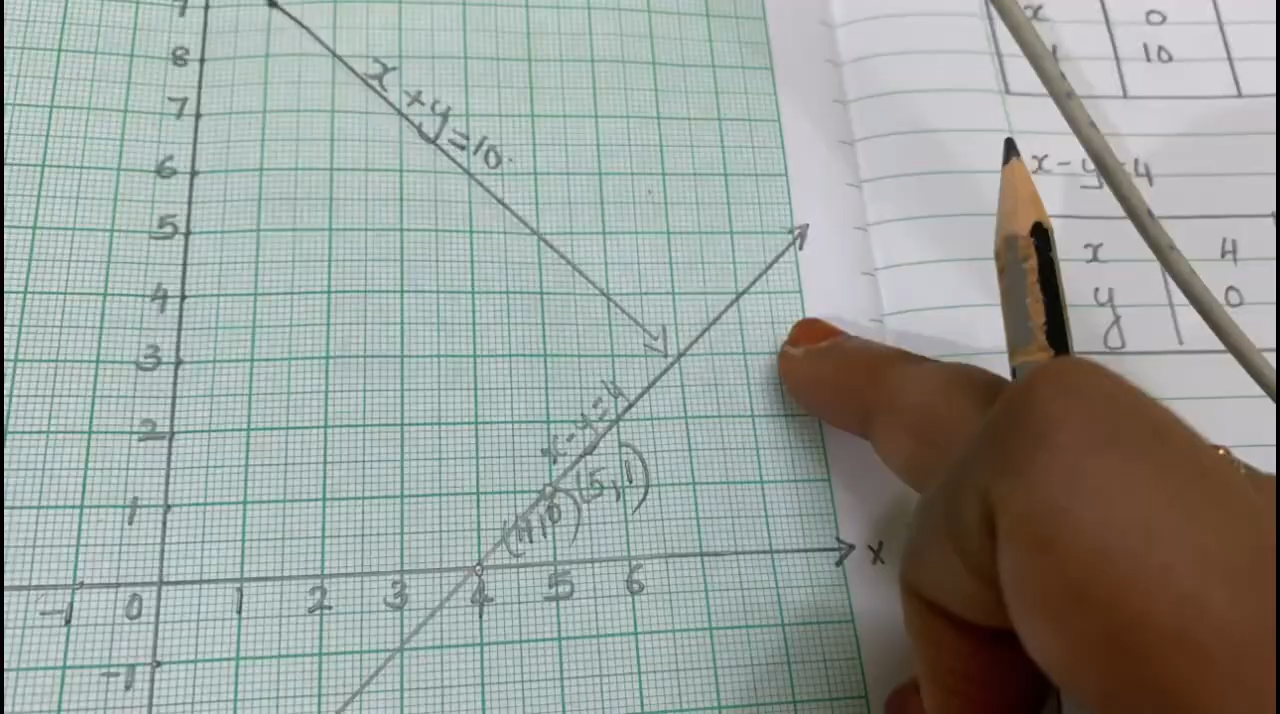 8
7
6
5
4
3
2
1
x + y = 10
x - y = 4
(4,0)
(5,1)
-1 0 1 2 3 4 5 6
X
-1
x 0
10
x - y 4
x 4
y 0